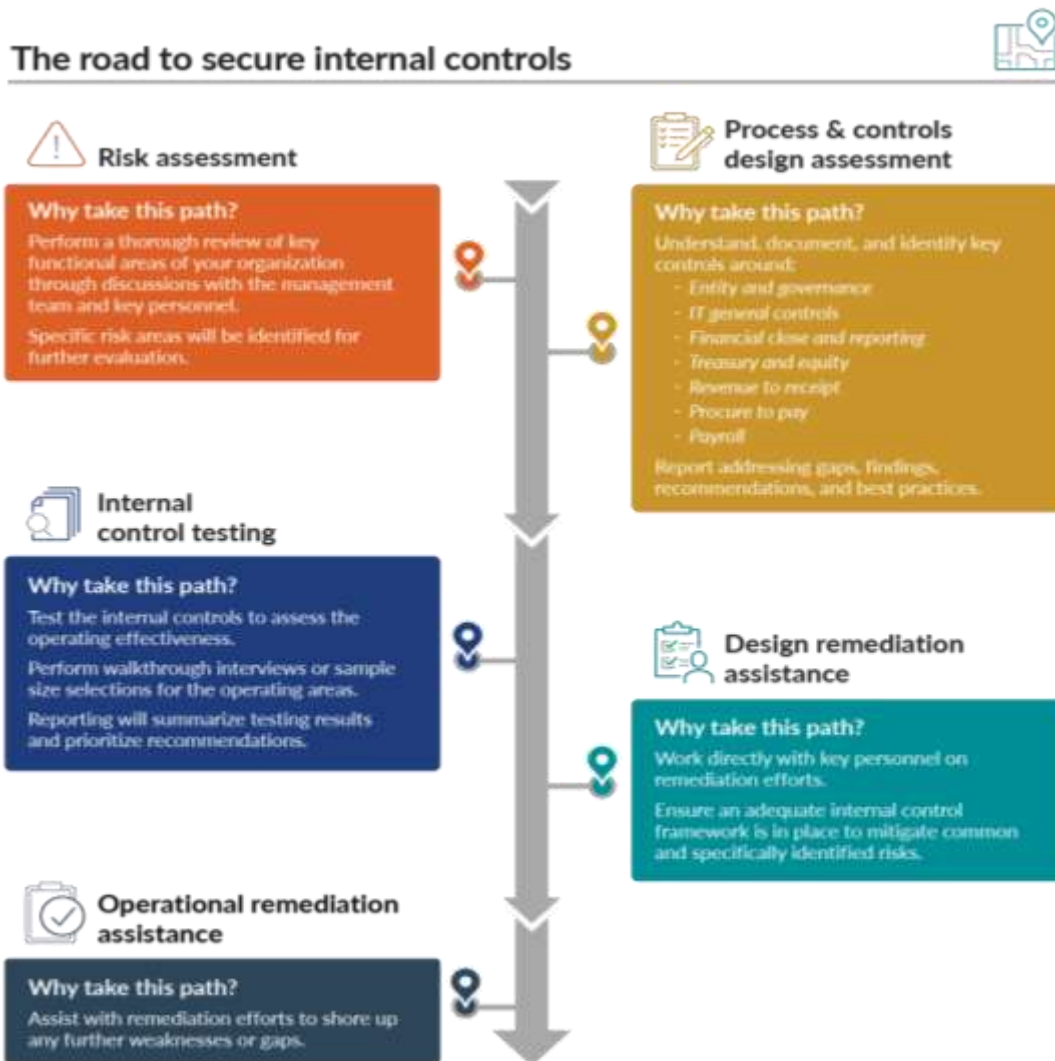 The road to secure internal controls
Risk assessment
Why take this path?
Perform a thorough review of key
functional areas of your organization
through discussions with the management
team and key personnel.
Specific risk areas will be identified for
further evaluation.
Process & controls
design assessment
Why take this path?
Understand, document, and identify key
controls around:
- Entity and governance
- IT general controls
- Financial close and reporting
- Treasury and equity
- Revenue to receipt
- Procure to pay
- Payroll
Report addressing gaps, findings,
recommendations, and best practices.
Internal
control testing
Why take this path?
Test the internal controls to assess the
operating effectiveness.
Perform walkthrough interviews or sample
size selections for the operating areas.
Reporting will summarize testing results
and prioritize recommendations.
Design remediation
assistance
Why take this path?
Work directly with key personnel on
remediation efforts.
Ensure an adequate internal control
framework is in place to mitigate common
and specifically identified risks.
Operational remediation
assistance
Why take this path?
Assist with remediation efforts to shore up
any further weaknesses or gaps.